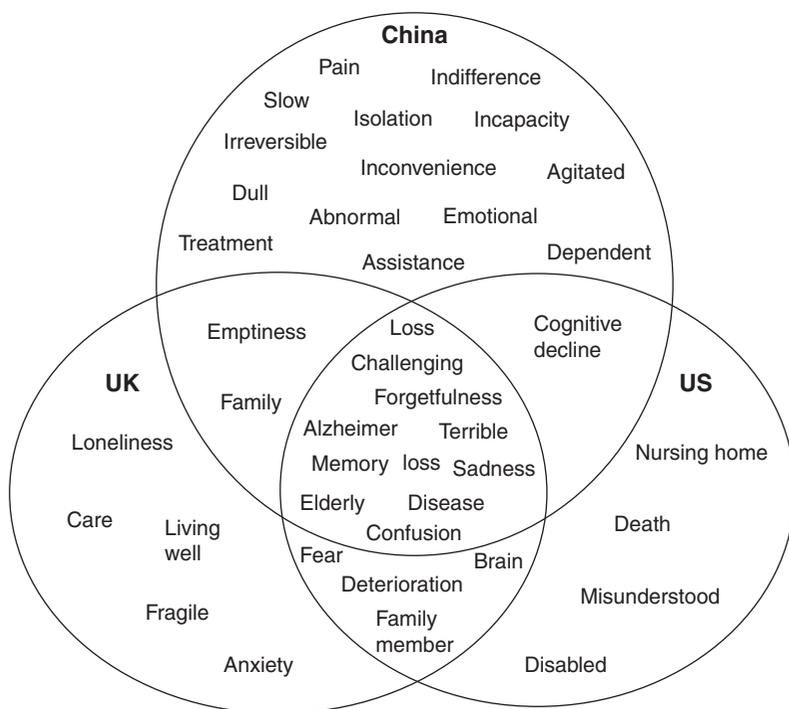 China
Pain
Indifference
Slow
Isolation
Incapacity
Irreversible
Inconvenience
Agitated
Dull
Abnormal
Emotional
Treatment
Assistance
Dependent
Emptiness
Loss
Cognitive
decline
Challenging
UK
US
Family
Forgetfulness
Alzheimer
Terrible
Loneliness
Nursing home
Memory loss
Sadness
Elderly
Disease
Care
Living
well
Death
Confusion
Fear
Brain
Deterioration
Misunderstood
Fragile
Family
member
Anxiety
Disabled